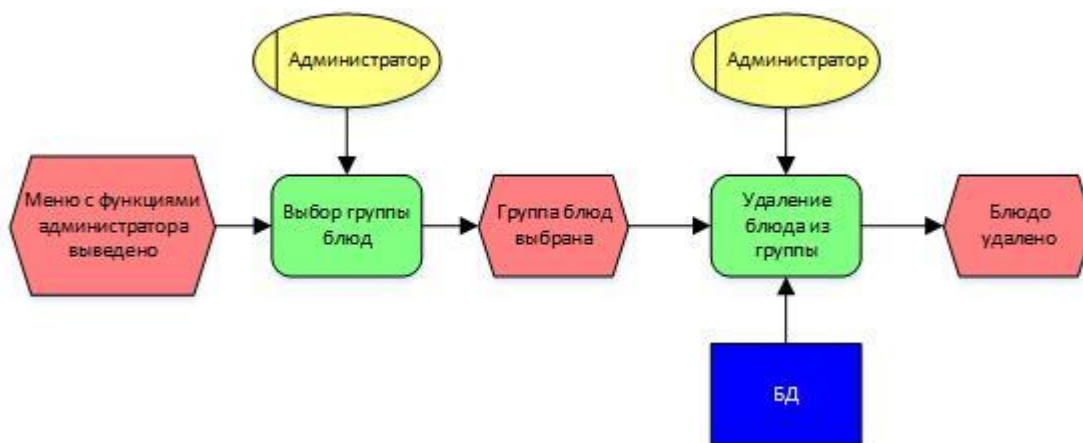 Администратор
Администратор
Меню с функциями
администратора
выведено
Выбор группы
блюд
Группа блюд
выбрана
Удаление
блюда из
группы
Блюдо
удалено
БД